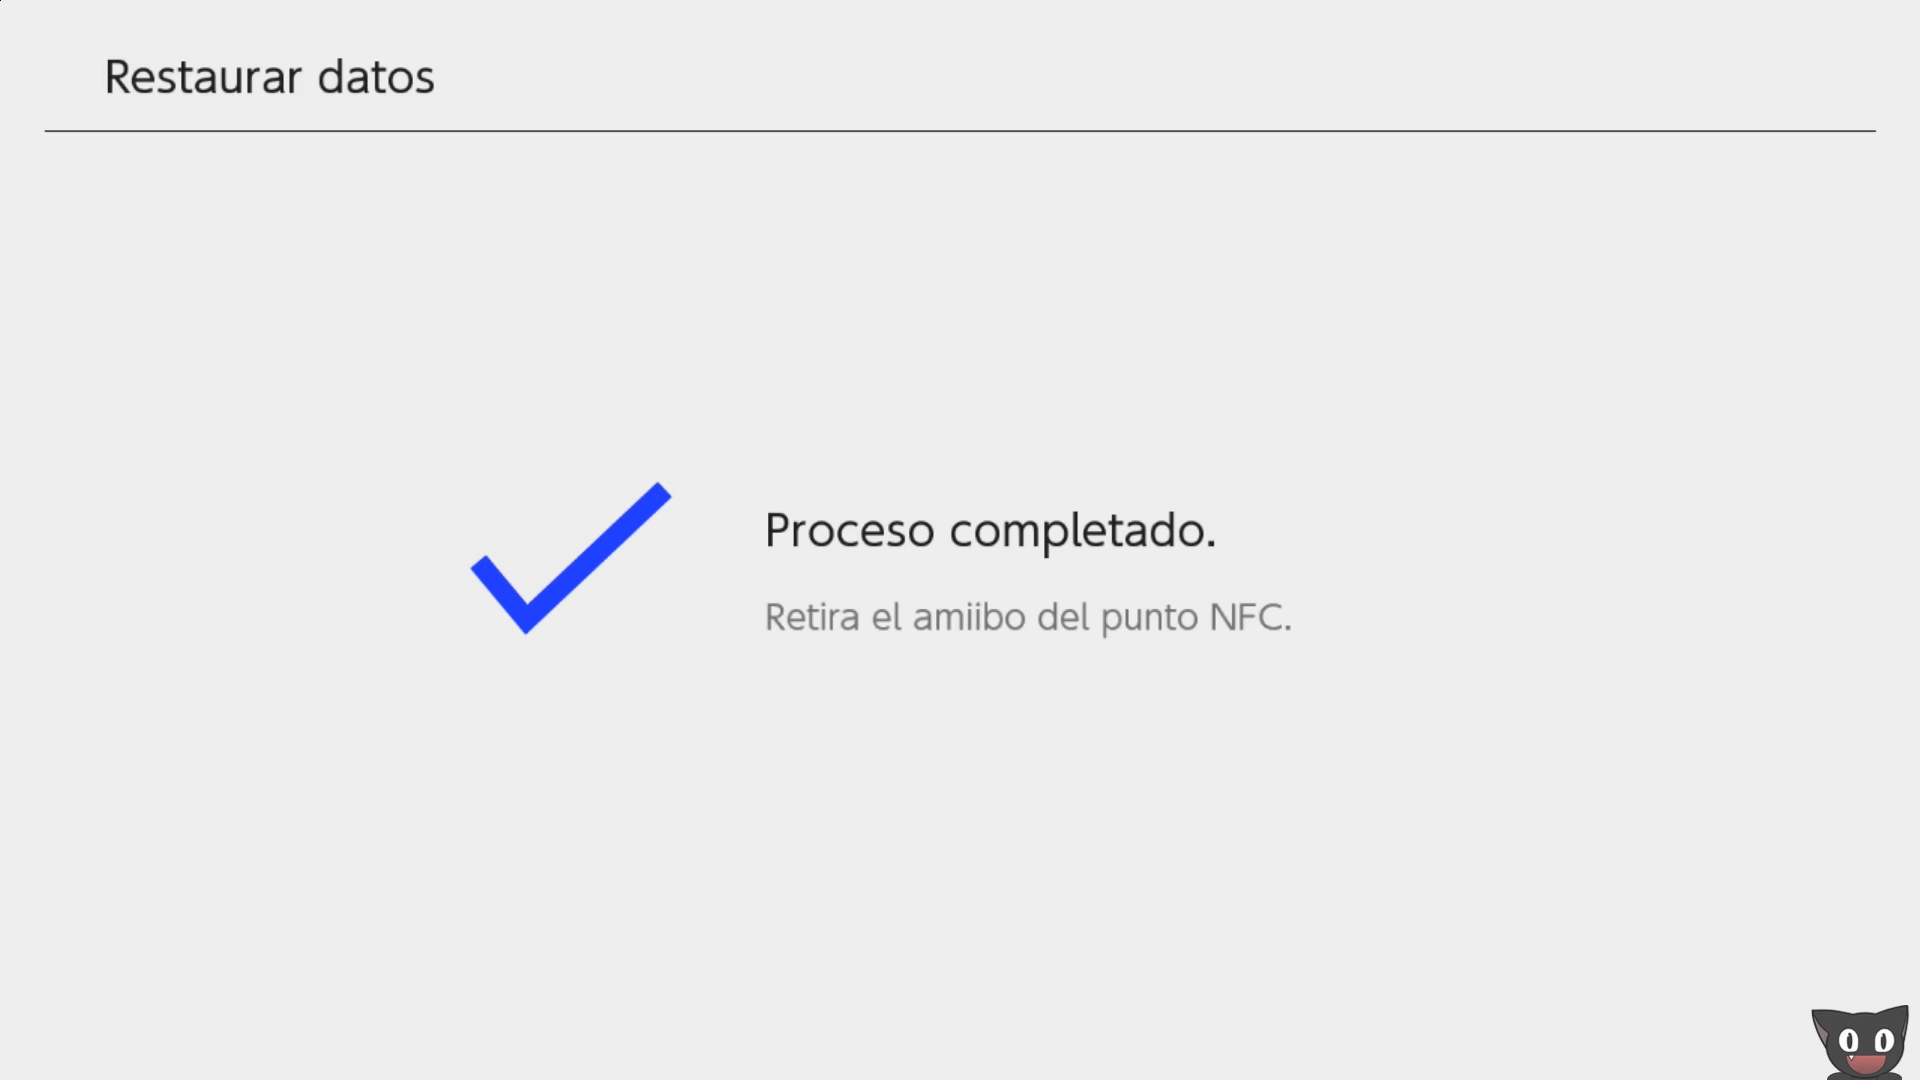 Restaurar datos
Proceso completado.
Retira el amiibo del punto NFC.